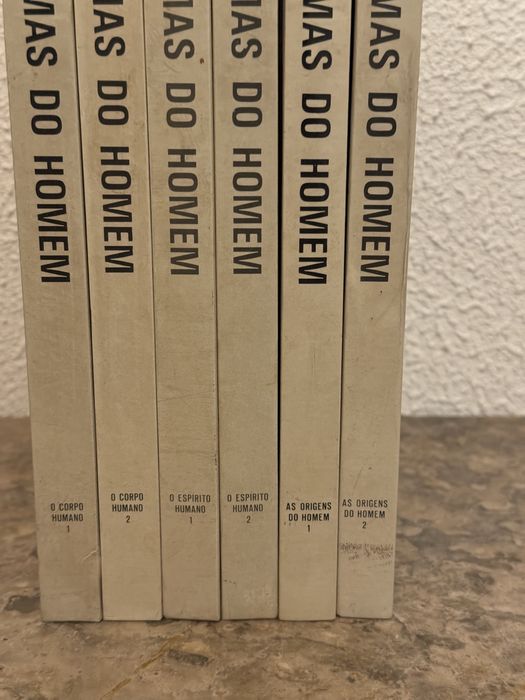 MAS DO HOMEM
MAS DO HOMEM
MAS DO HOMEM
MAS DO HOMEM
MAS DO HOMEM
MAS DO HOMEM
O CORPO
HUMANO
1
O CORPO
HUMANO
2
O ESPIRITO
HUMANO
1
O ESPIRITO
HUMANO
2
AS ORIGENS
DO HOMEM
1
AS ORIGENS
DO HOMEM
2